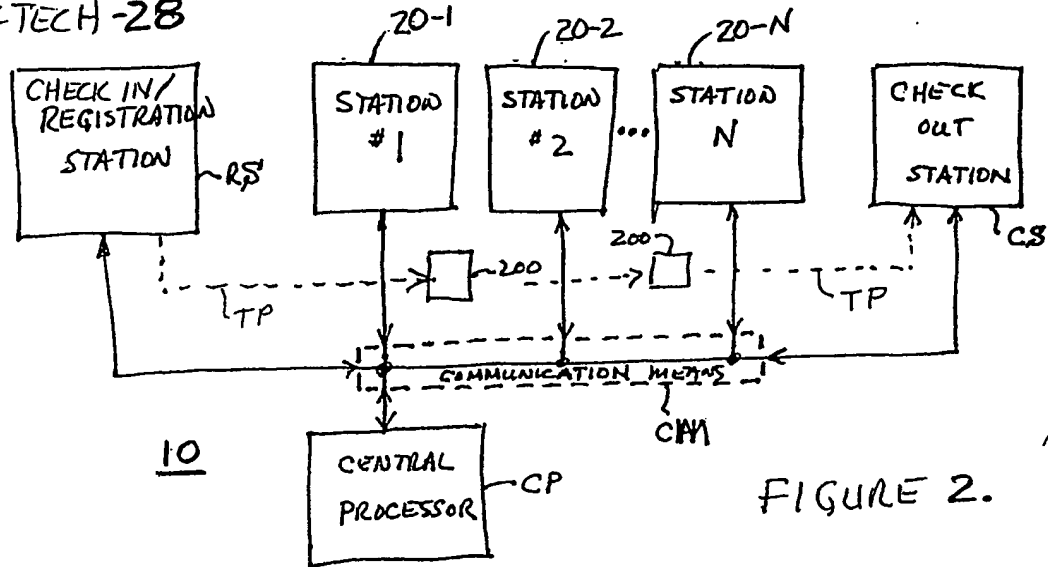 -TECH-28
20-1
20-2
20-N
CHECK IN/
REGISTRATION
STATION
STATION
#1
STATION
#2
...
STATION
N
CHECK
OUT
STATION
RS
CS
200
200
TP
TP
COMMUNICATION MEANS
CM
10
CENTRAL
PROCESSOR
CP
FIGURE 2.